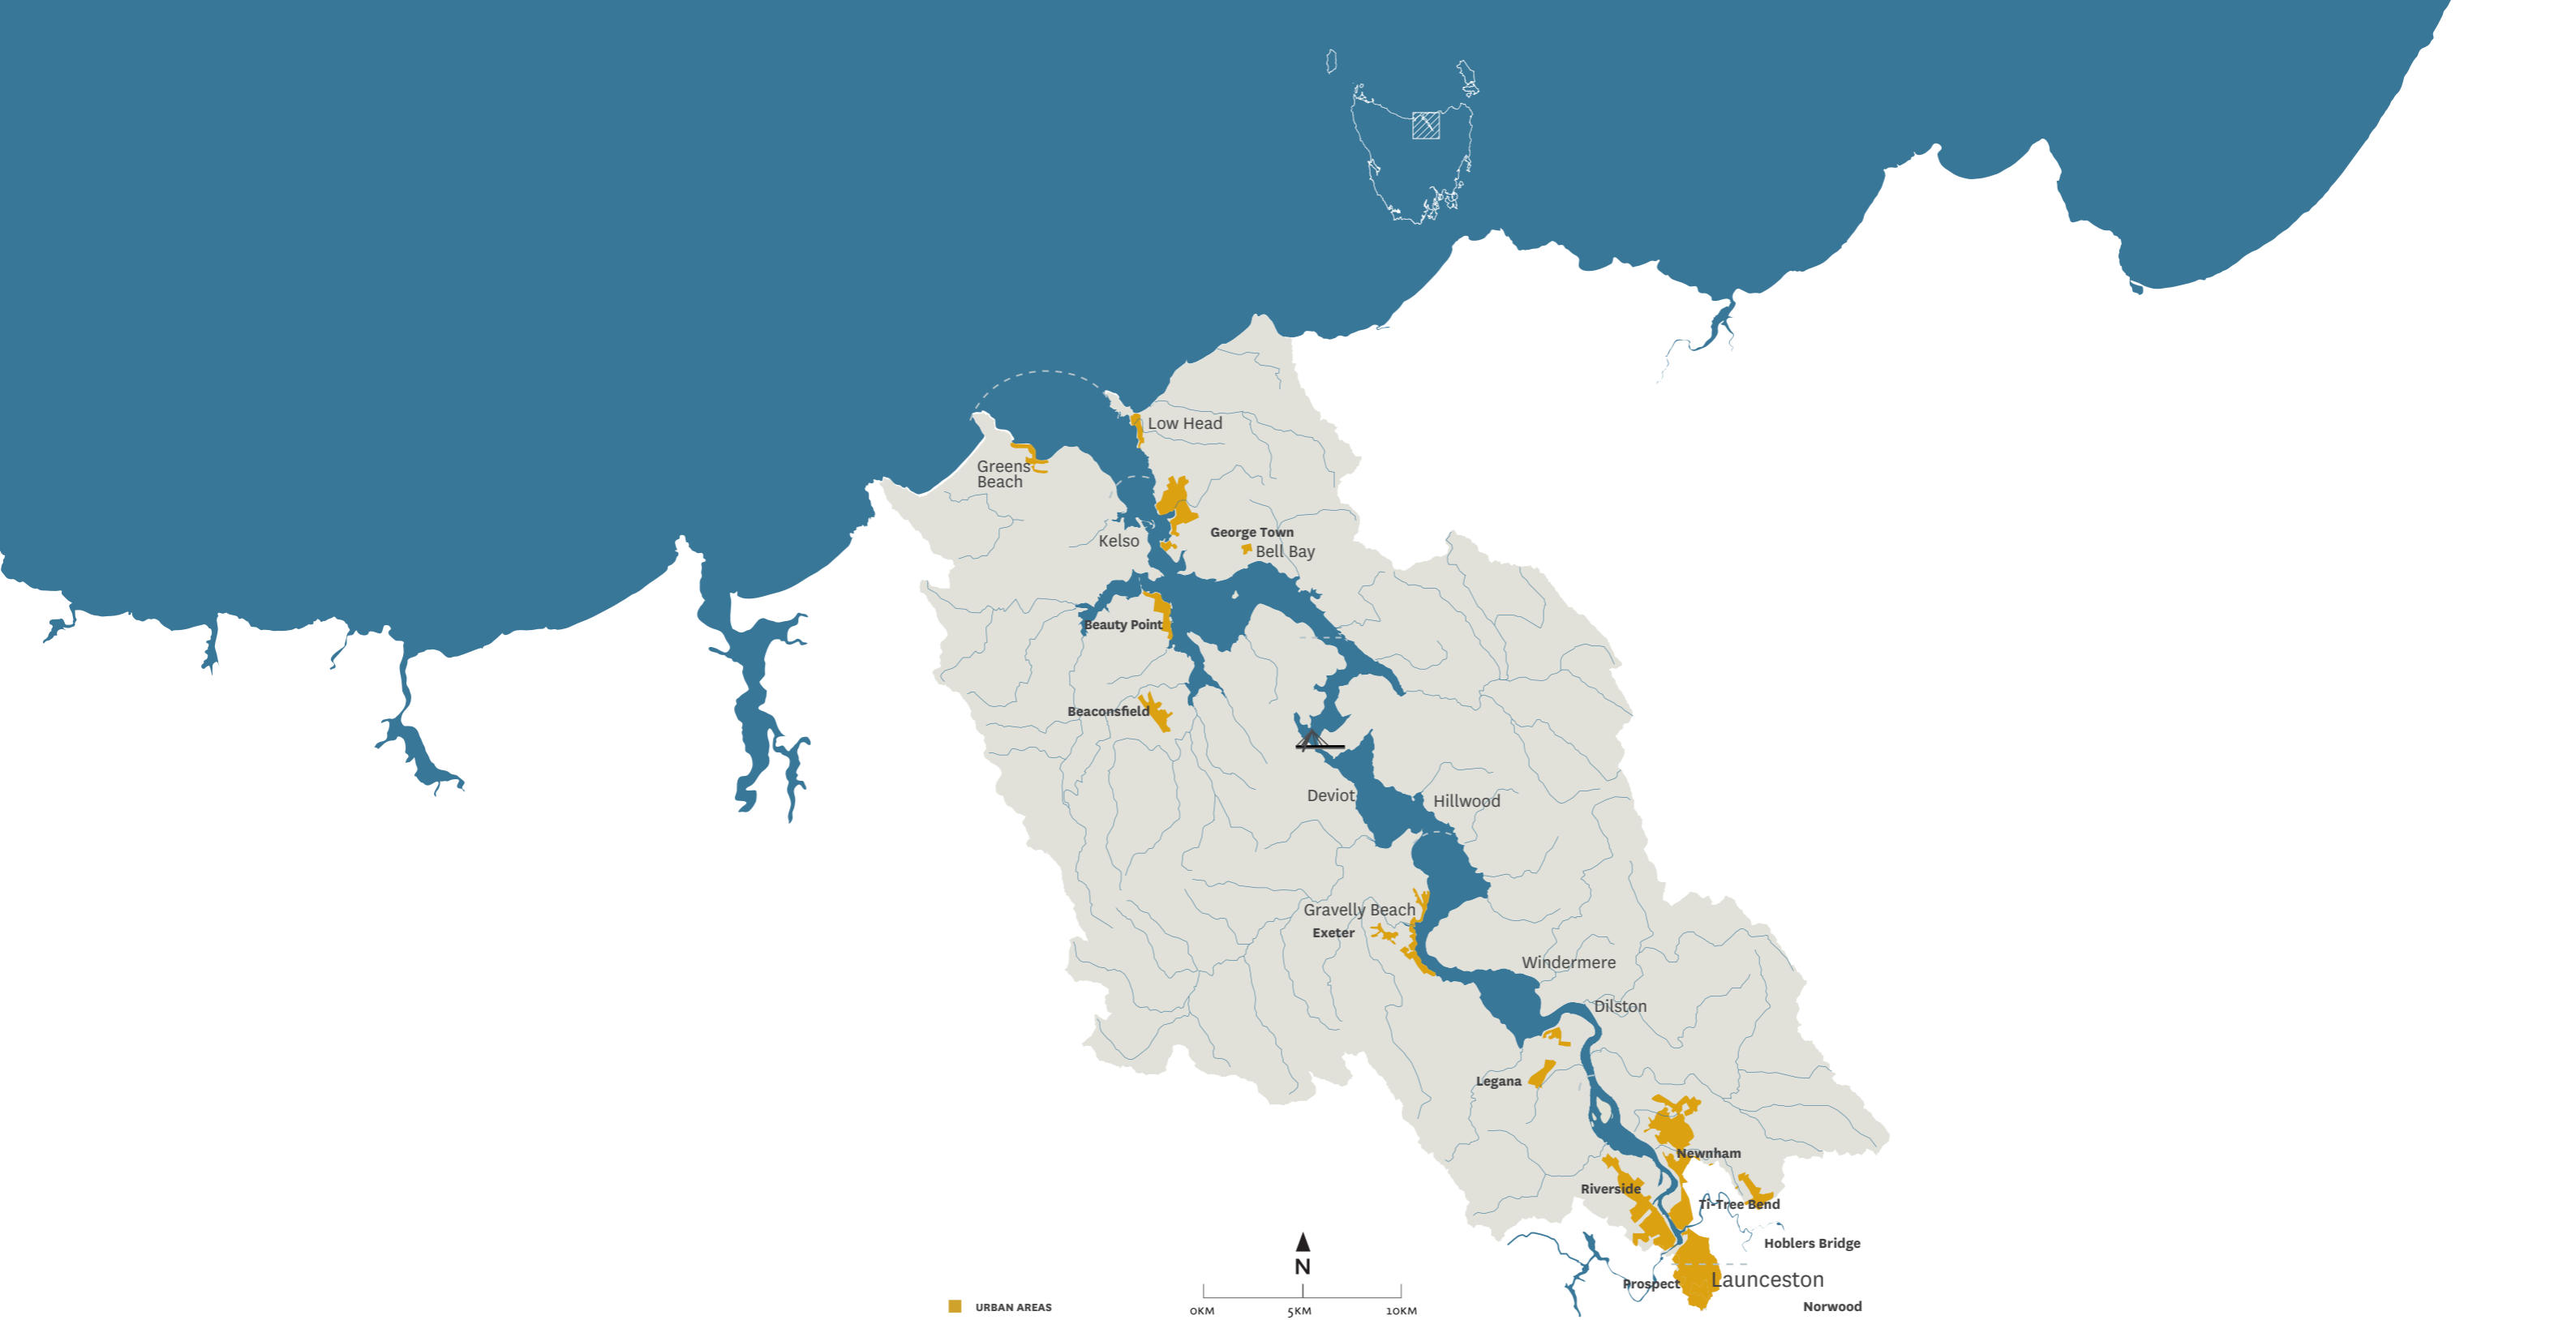 Low Head
Greens
Beach
George Town
Kelso
Bell Bay
Beauty Point
Beaconsfield
Deviot
Hillwood
Gravelly Beach
Exeter
Windermere
Dilston
Legana
Newnham
Riverside
Ti-Tree Bend
Hoblers Bridge
Prospect
Launceston
Norwood
N
URBAN AREAS
0KM
5KM
10KM